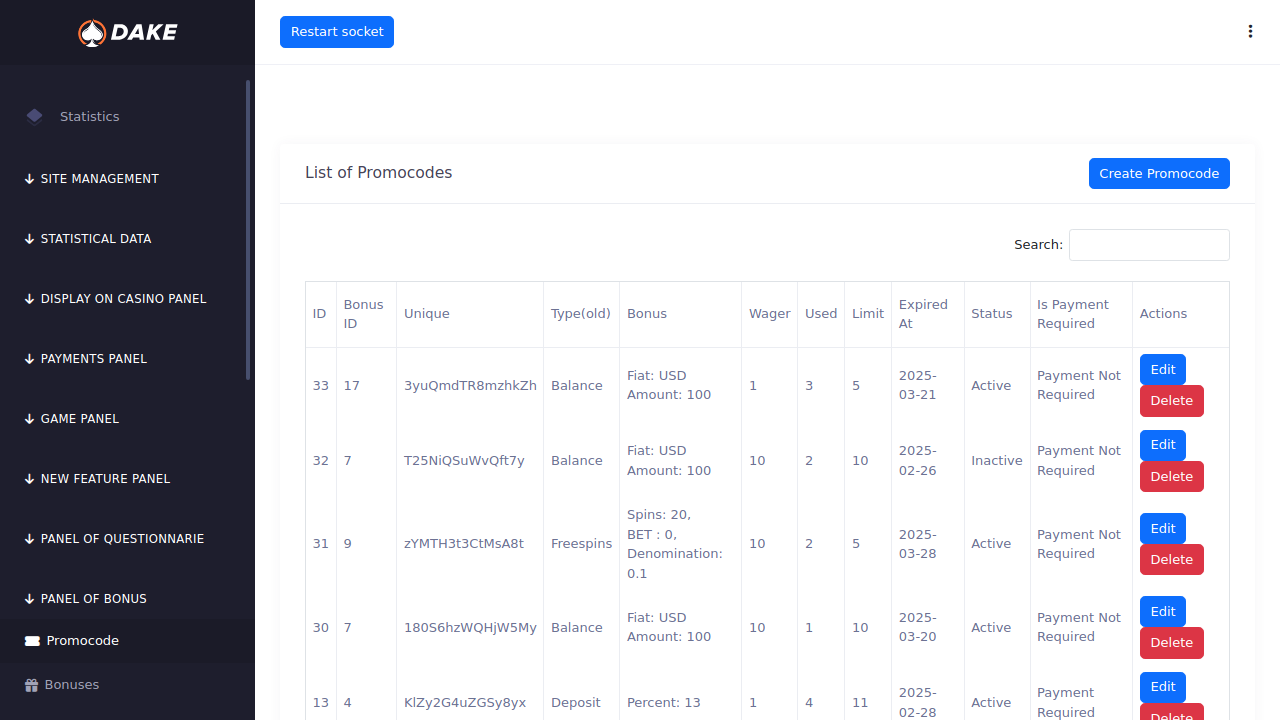 DAKE
Restart socket
Statistics
SITE MANAGEMENT
STATISTICAL DATA
DISPLAY ON CASINO PANEL
PAYMENTS PANEL
GAME PANEL
NEW FEATURE PANEL
PANEL OF QUESTIONNARIE
PANEL OF BONUS
Promocode
Bonuses
List of Promocodes
Create Promocode
Search:
ID Bonus ID Unique Type(old) Bonus Wager Used Limit Expired At Status Is Payment Required Actions
33 17 3yuQmdTR8mzhkZh Balance Fiat: USD Amount: 100 1 3 5 2025-03-21 Active Payment Not Required Edit Delete
32 7 T25NiQSuWvQft7y Balance Fiat: USD Amount: 100 10 2 10 2025-02-26 Inactive Payment Not Required Edit Delete
31 9 zYMTH3t3CtMsA8t Freespins Spins: 20, BET : 0, Denomination: 0.1 10 2 5 2025-03-28 Active Payment Not Required Edit Delete
30 7 180S6hzWQHjW5My Balance Fiat: USD Amount: 100 10 1 10 2025-03-20 Active Payment Not Required Edit Delete
13 4 KlZy2G4uZGSy8yx Deposit Percent: 13 1 4 11 2025-02-28 Active Payment Required Edit Delete